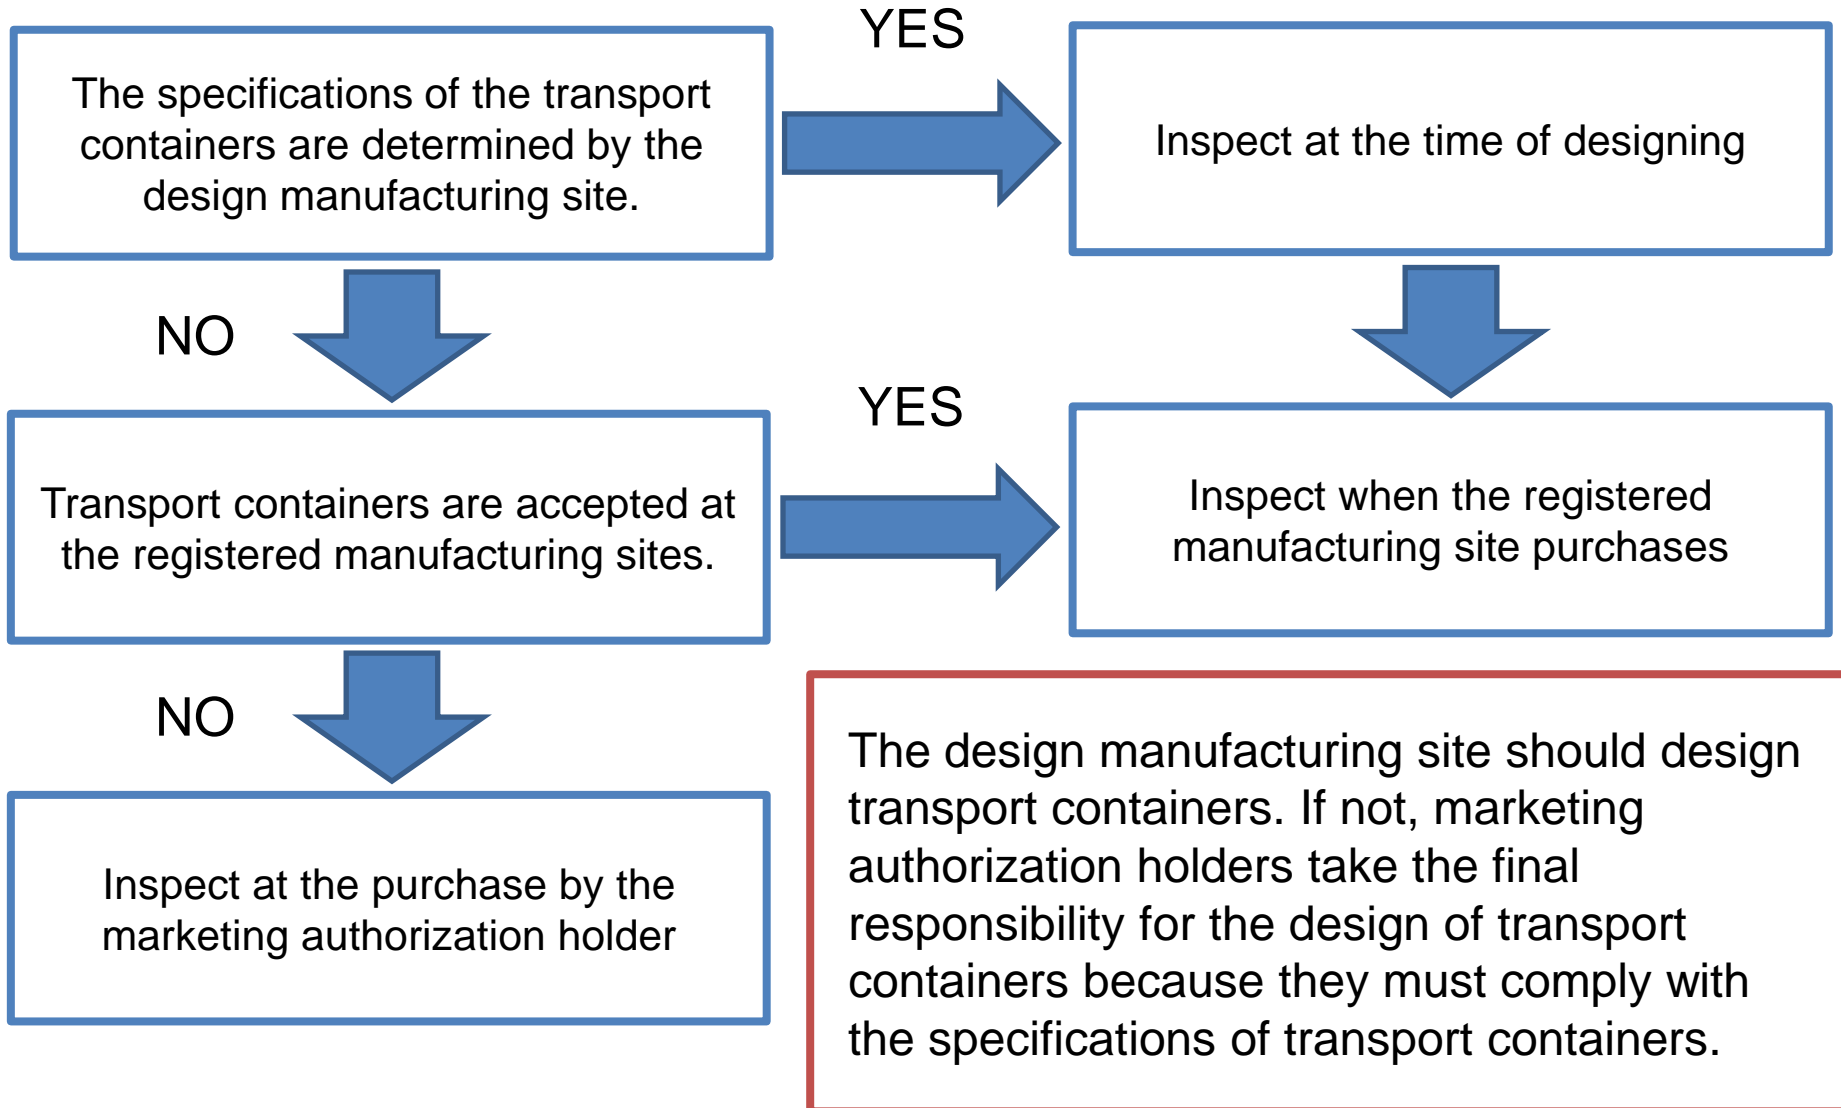 The specifications of the transport
containers are determined by the
design manufacturing site.
YES
Inspect at the time of designing
NO
Transport containers are accepted at
the registered manufacturing sites.
YES
Inspect when the registered
manufacturing site purchases
NO
Inspect at the purchase by the
marketing authorization holder
The design manufacturing site should design
transport containers. If not, marketing
authorization holders take the final
responsibility for the design of transport
containers because they must comply with
the specifications of transport containers.